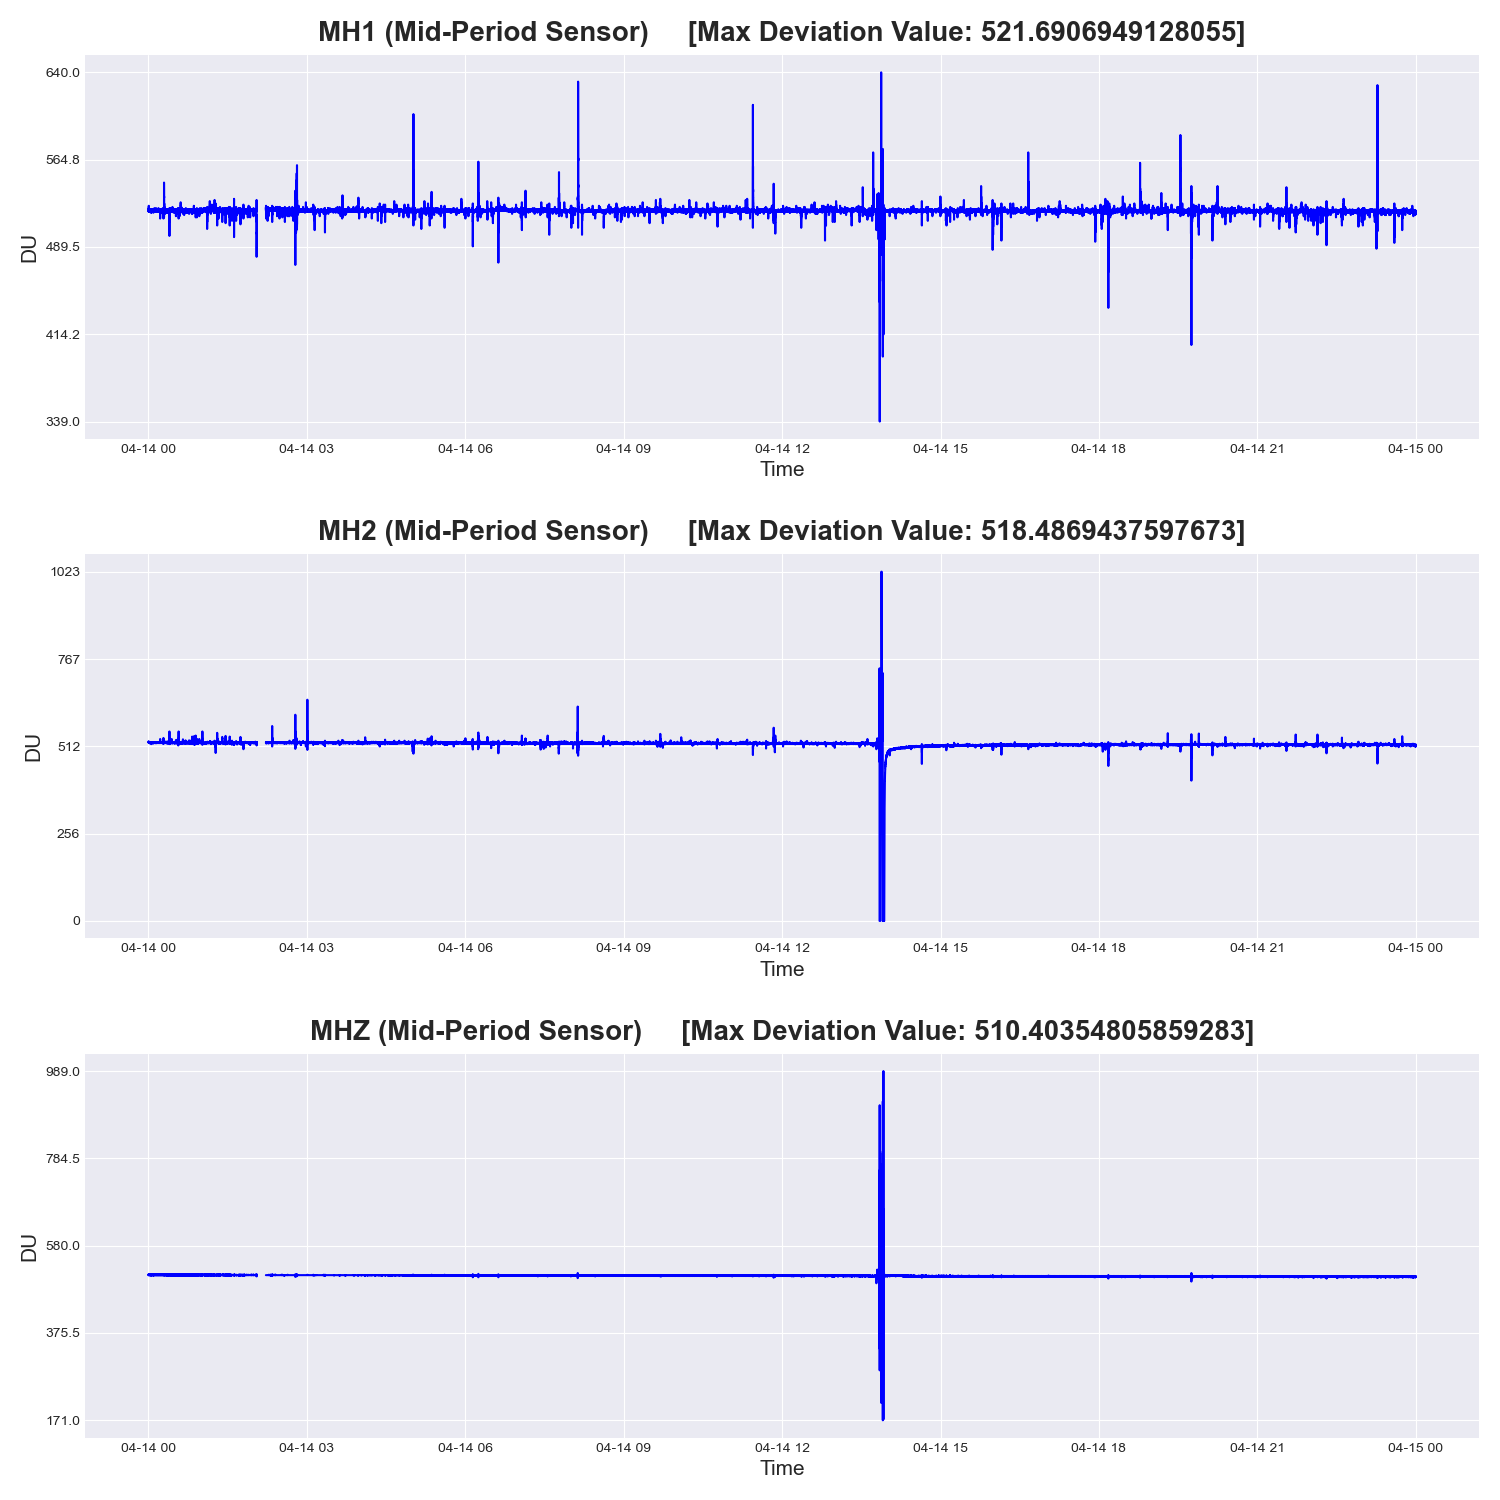 MH1 (Mid-Period Sensor) [Max Deviation Value: 521.6906949128055]
640.0
564.8
489.5
414.2
339.0
DU
04-14 00 04-14 03 04-14 06 04-14 09 04-14 12 04-14 15 04-14 18 04-14 21 04-15 00
Time
MH2 (Mid-Period Sensor) [Max Deviation Value: 518.4869437597673]
1023
767
512
256
0
DU
04-14 00 04-14 03 04-14 06 04-14 09 04-14 12 04-14 15 04-14 18 04-14 21 04-15 00
Time
MHZ (Mid-Period Sensor) [Max Deviation Value: 510.40354805859283]
989.0
784.5
580.0
375.5
171.0
DU
04-14 00 04-14 03 04-14 06 04-14 09 04-14 12 04-14 15 04-14 18 04-14 21 04-15 00
Time